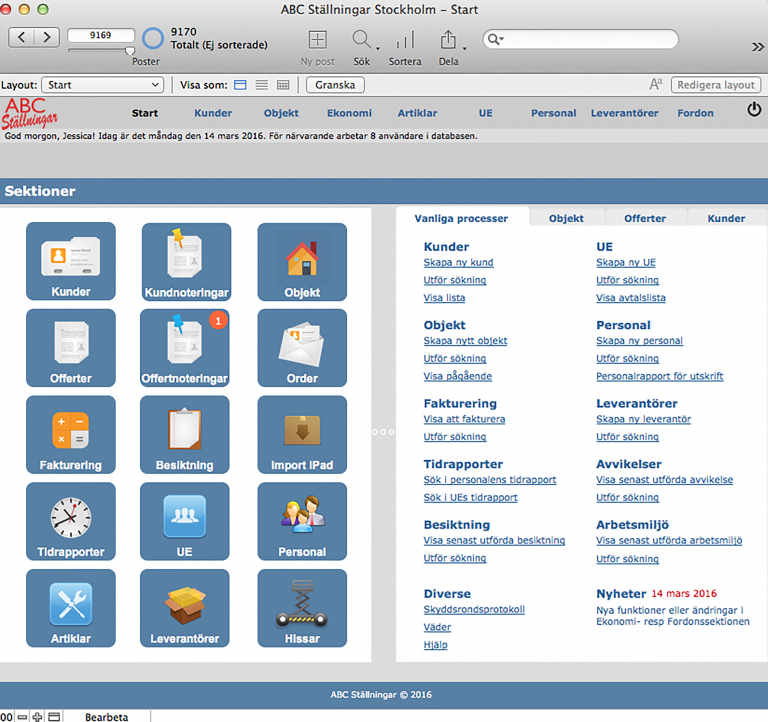 ABC Ställningar Stockholm – Start
9169
9170
Totalt (Ej sorterade)
Poster
Ny post
Sök
Sortera
Dela
Layout:
Start
Visa som:
Granska
Aa
Redigera layout
ABC
Ställningar
Start
Kunder
Objekt
Ekonomi
Artiklar
UE
Personal
Leverantörer
Fordon
God morgon, Jessica! Idag är det måndag den 14 mars 2016. För närvarande arbetar 8 användare i databasen.
Sektioner
Kunder
Kundnoteringar
Objekt
Offerter
1
Offertnoteringar
Order
Fakturering
Besiktning
Import iPad
Tidrapporter
UE
Personal
Artiklar
Leverantörer
Hissar
Vanliga processer
Objekt
Offerter
Kunder
Kunder
Skapa ny kund
Utför sökning
Visa lista
UE
Skapa ny UE
Utför sökning
Visa avtalslista
Objekt
Skapa nytt objekt
Utför sökning
Visa pågående
Personal
Skapa ny personal
Utför sökning
Personalrapport för utskrift
Fakturering
Visa att fakturera
Utför sökning
Leverantörer
Skapa ny leverantör
Utför sökning
Tidrapporter
Sök i personalens tidrapport
Sök i UEs tidrapport
Avvikelser
Visa senast utförda avvikelse
Utför sökning
Besiktning
Visa senast utförda besiktning
Utför sökning
Arbetsmiljö
Visa senast utförda arbetsmiljö
Utför sökning
Diverse
Skyddsrondsprotokoll
Väder
Hjälp
Nyheter 14 mars 2016
Nya funktioner eller ändringar i
Ekonomi- resp Fordonssektionen
ABC Ställningar © 2016
00
Bearbeta